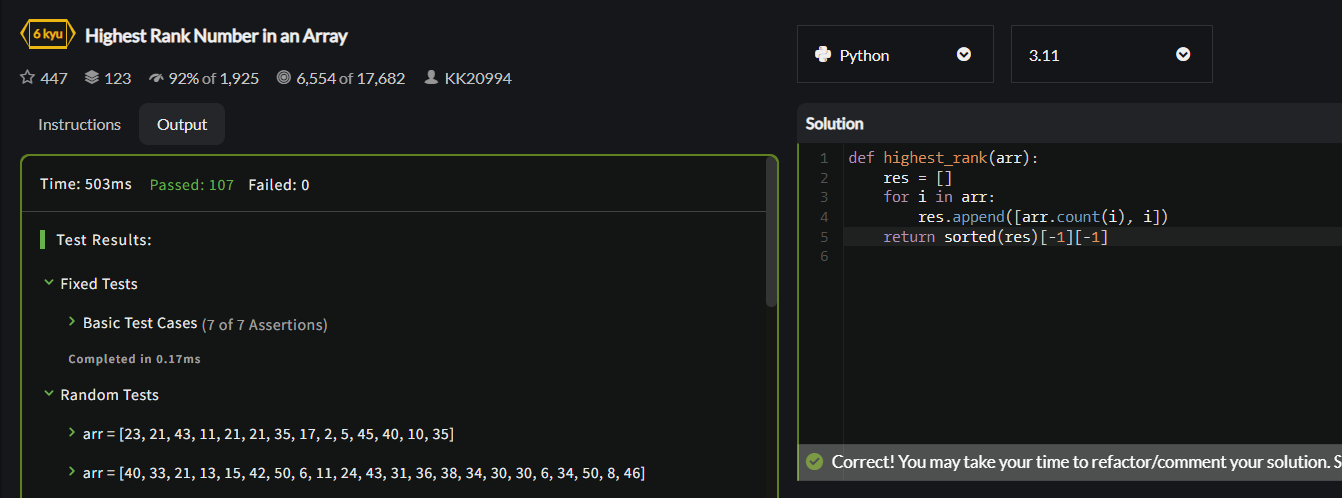 6 kyu Highest Rank Number in an Array
447 123 92% of 1,925 6,554 of 17,682 KK20994
Instructions Output
Time: 503ms Passed: 107 Failed: 0
Test Results:
Fixed Tests
Basic Test Cases (7 of 7 Assertions)
Completed in 0.17ms
Random Tests
arr = [23, 21, 43, 11, 21, 21, 35, 17, 2, 5, 45, 40, 10, 35]
arr = [40, 33, 21, 13, 15, 42, 50, 6, 11, 24, 43, 31, 36, 38, 34, 30, 30, 6, 34, 50, 8, 46]
Python 3.11
Solution
1 def highest_rank(arr):
2     res = []
3     for i in arr:
4         res.append([arr.count(i), i])
5     return sorted(res)[-1][-1]
6
Correct! You may take your time to refactor/comment your solution. S